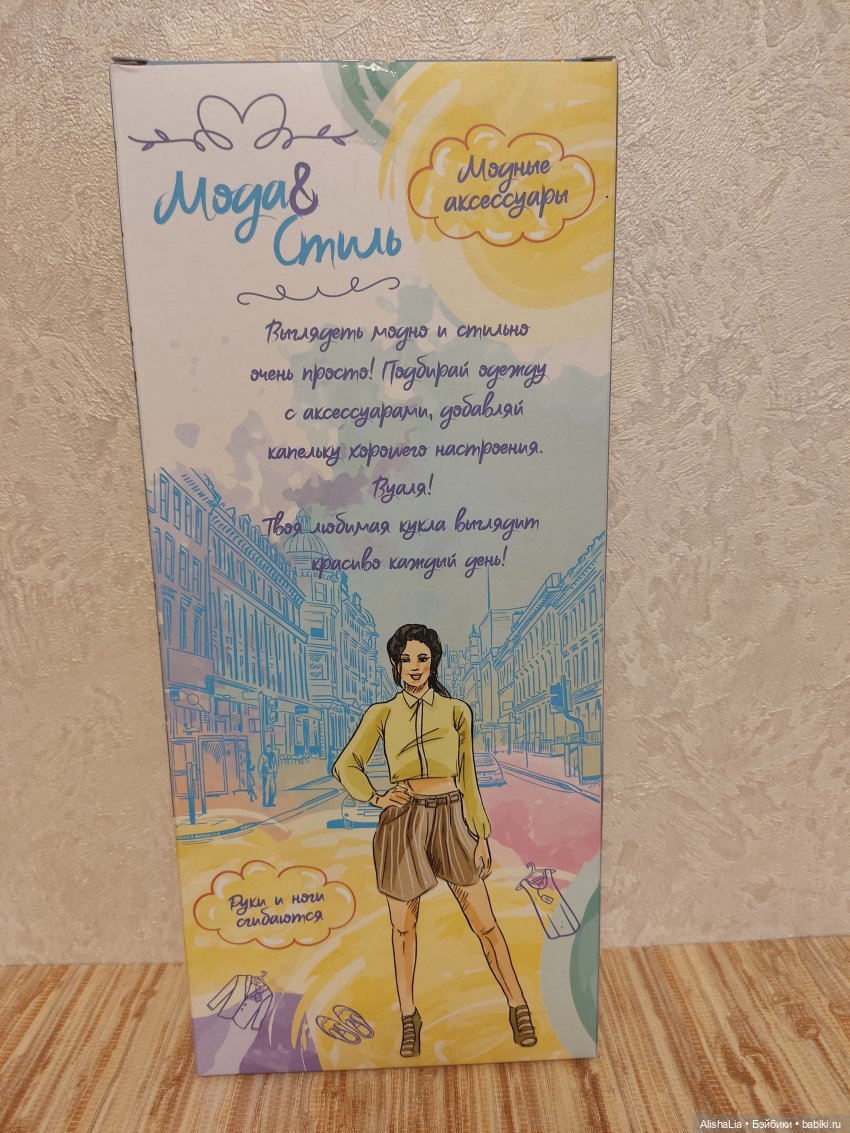 Мода&
Стиль
Модные
аксессуары
Выглядеть модно и стильно
очень просто! Подбирай одежду
с аксессуарами, добавляй
капельку хорошего настроения.
Вуаля!
Твоя любимая кукла выглядит
красиво каждый день!
Руки и ноги
сгибаются
AlishaLia • Бэйбики • babiki.ru